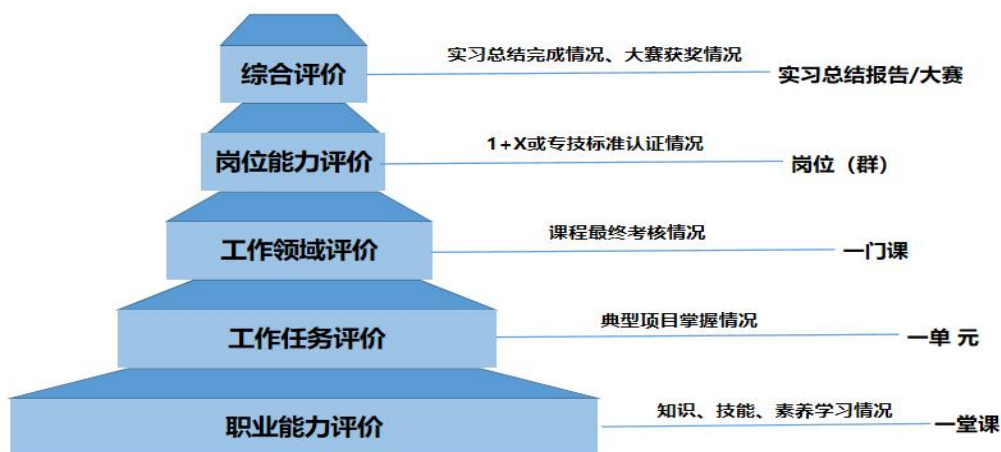 综合评价
实习总结完成情况、大赛获奖情况
实习总结报告/大赛
岗位能力评价
1+X或专技标准认证情况
岗位（群）
工作领域评价
课程最终考核情况
一门课
工作任务评价
典型项目掌握情况
一单 元
职业能力评价
知识、技能、素养学习情况
一堂课